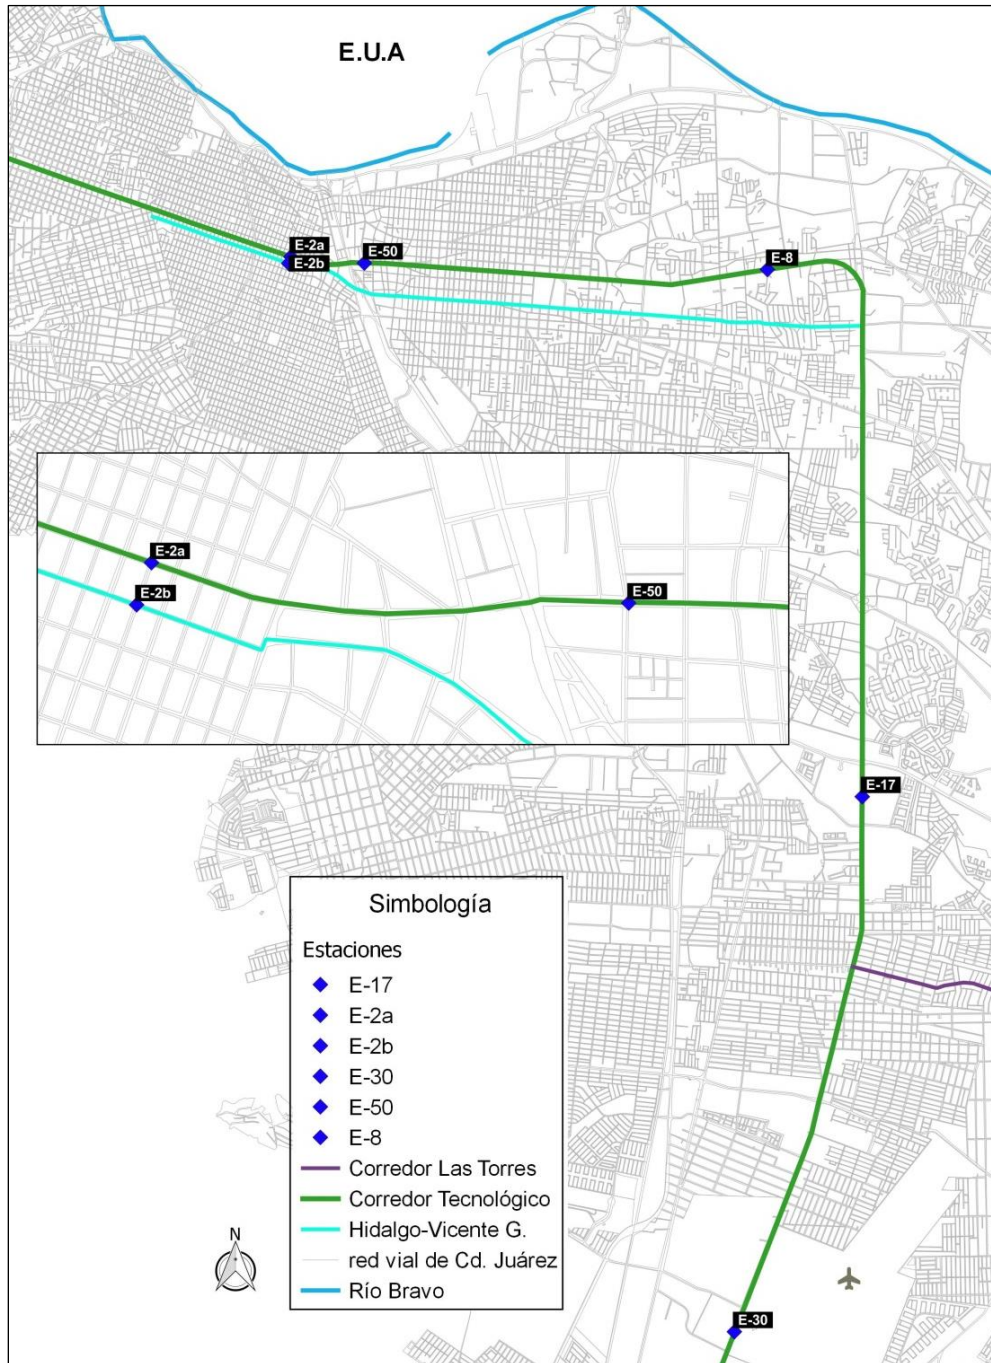 E.U.A
E-2a
E-2b
E-50
E-8
E-2a
E-2b
E-50
E-17
Simbología
Estaciones
E-17
E-2a
E-2b
E-30
E-50
E-8
Corredor Las Torres
Corredor Tecnológico
Hidalgo-Vicente G.
red vial de Cd. Juárez
Río Bravo
N
E-30